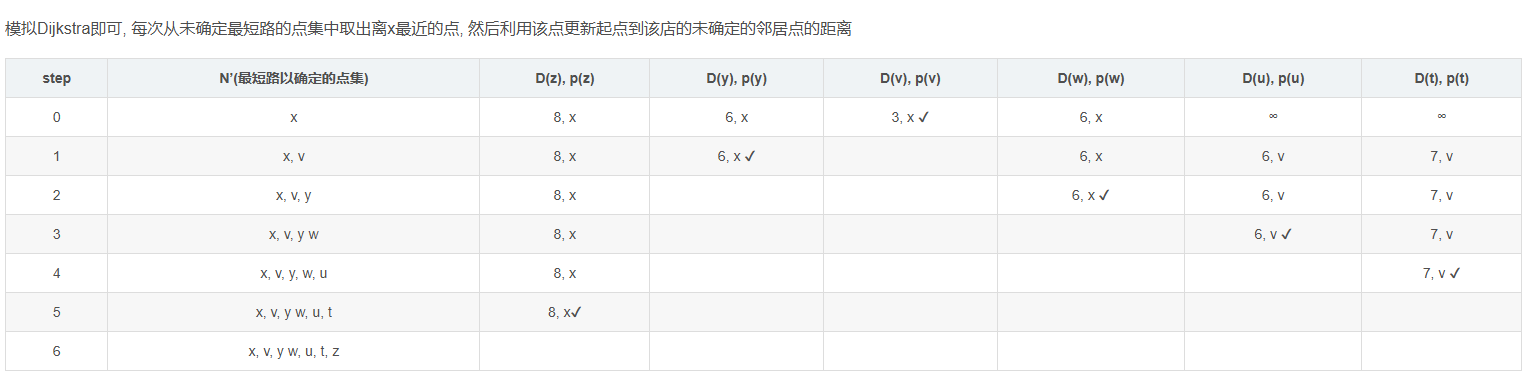 模拟Dijkstra即可, 每次从未确定最短路的点集中取出离x最近的点, 然后利用该点更新起点到该店的未确定的邻居点的距离
step N’(最短路以确定的点集) D(z), p(z) D(y), p(y) D(v), p(v) D(w), p(w) D(u), p(u) D(t), p(t)
0 x 8, x 6, x 3, x ✓ 6, x ∞ ∞
1 x, v 8, x 6, x ✓ 6, x 6, v 7, v
2 x, v, y 8, x 6, x ✓ 6, v 7, v
3 x, v, y w 8, x 6, v ✓ 7, v
4 x, v, y, w, u 8, x 7, v ✓
5 x, v, y w, u, t 8, x✓
6 x, v, y w, u, t, z